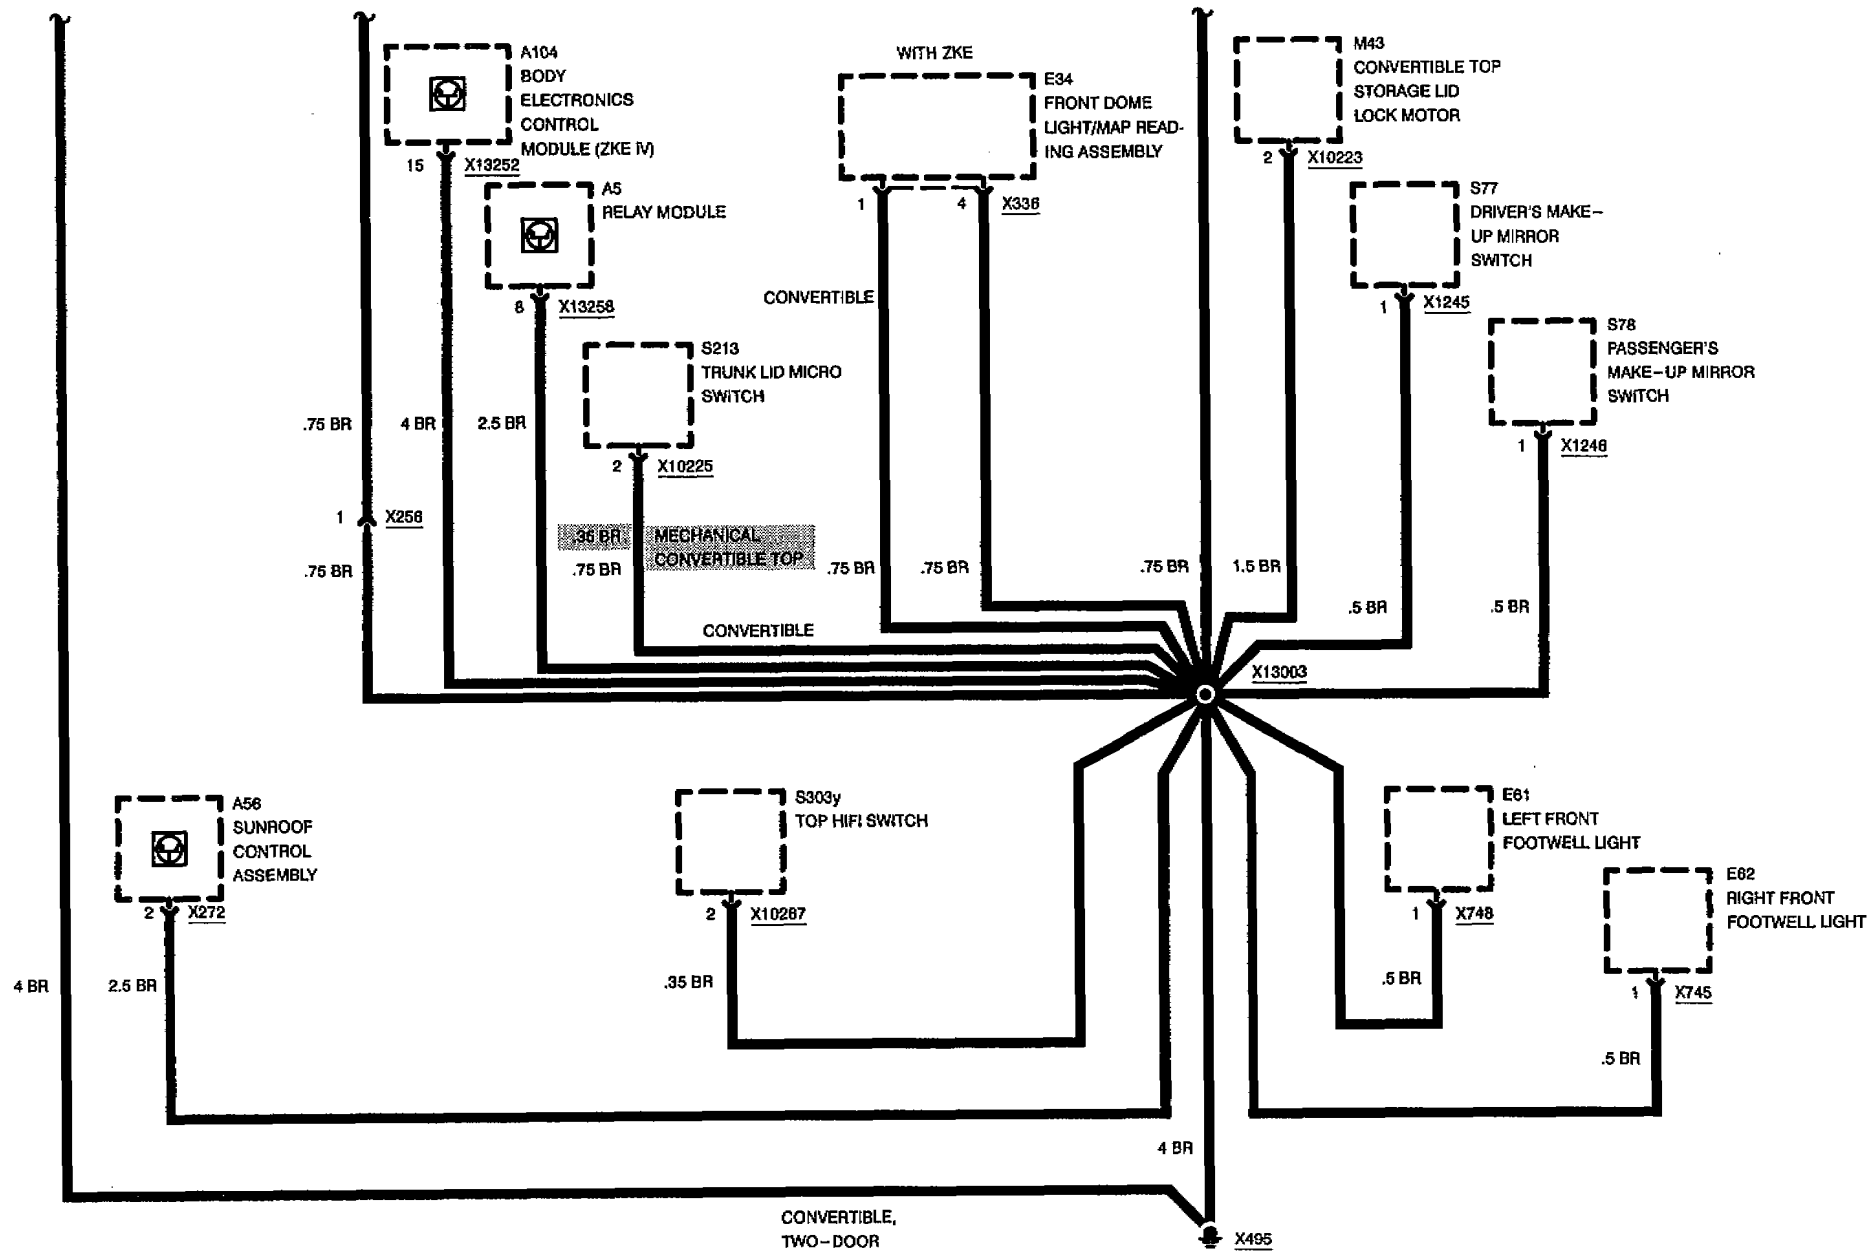 A104
BODY
ELECTRONICS
CONTROL
MODULE (ZKE IV)
15
X13252
A5
RELAY MODULE
8
X13258
S213
TRUNK LID MICRO
SWITCH
2
X10225
WITH ZKE
E34
FRONT DOME
LIGHT/MAP READ-
ING ASSEMBLY
1
4
X336
CONVERTIBLE
M43
CONVERTIBLE TOP
STORAGE LID
LOCK MOTOR
2
X10223
S77
DRIVER'S MAKE-
UP MIRROR
SWITCH
1
X1245
S78
PASSENGER'S
MAKE-UP MIRROR
SWITCH
1
X1246
.75 BR
4 BR
2.5 BR
1
X256
.75 BR
.35 BR
MECHANICAL
CONVERTIBLE TOP
.75 BR
.75 BR
.75 BR
.75 BR
1.5 BR
.5 BR
.5 BR
CONVERTIBLE
X13003
A56
SUNROOF
CONTROL
ASSEMBLY
2
X272
S303y
TOP HIFI SWITCH
2
X10267
E61
LEFT FRONT
FOOTWELL LIGHT
1
X748
E62
RIGHT FRONT
FOOTWELL LIGHT
1
X745
4 BR
2.5 BR
.35 BR
.5 BR
.5 BR
4 BR
CONVERTIBLE,
TWO-DOOR
X495